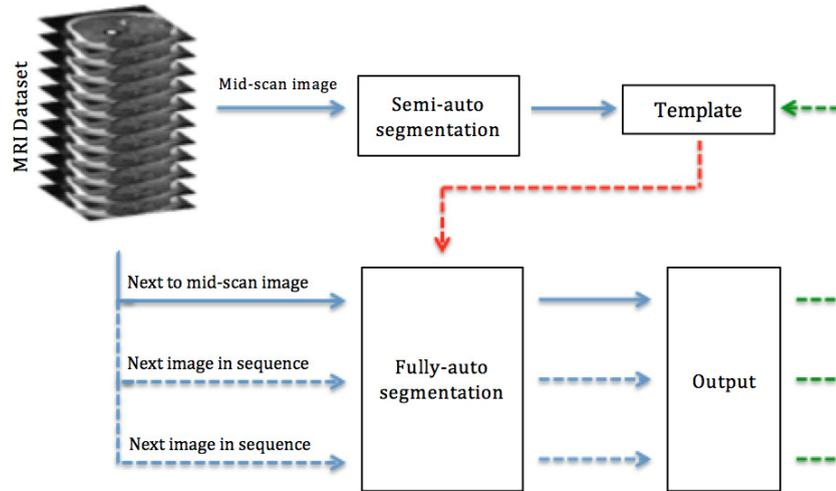 MRI Dataset
Mid-scan image
Semi-auto
segmentation
Template
Next to mid-scan image
Next image in sequence
Next image in sequence
Fully-auto
segmentation
Output